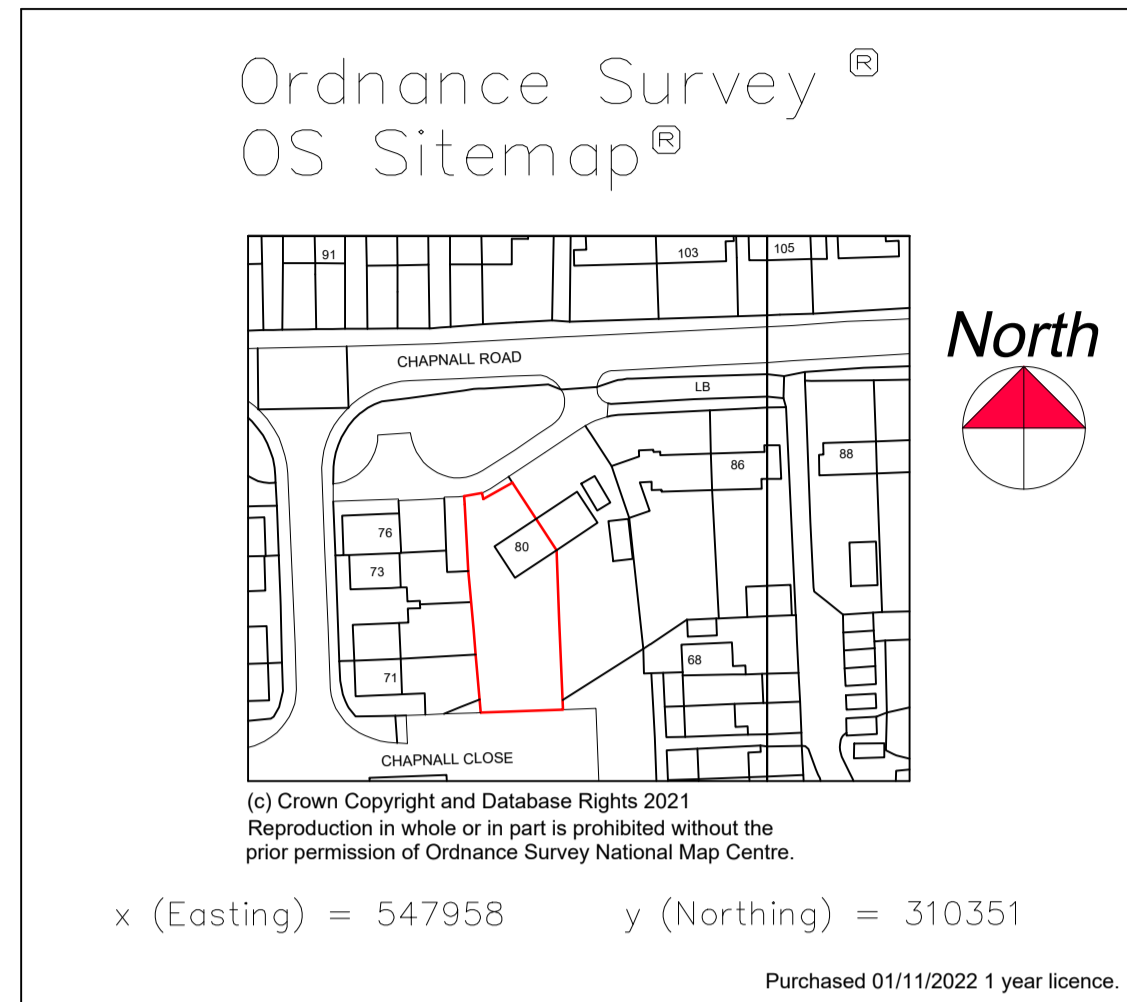 Ordnance Survey ®
OS Sitemap®
91
103
105
CHAPNALL ROAD
North
LB
86
88
76
80
73
68
71
CHAPNALL CLOSE
(c) Crown Copyright and Database Rights 2021
Reproduction in whole or in part is prohibited without the
prior permission of Ordnance Survey National Map Centre.
x (Easting) = 547958 y (Northing) = 310351
Purchased 01/11/2022 1 year licence.